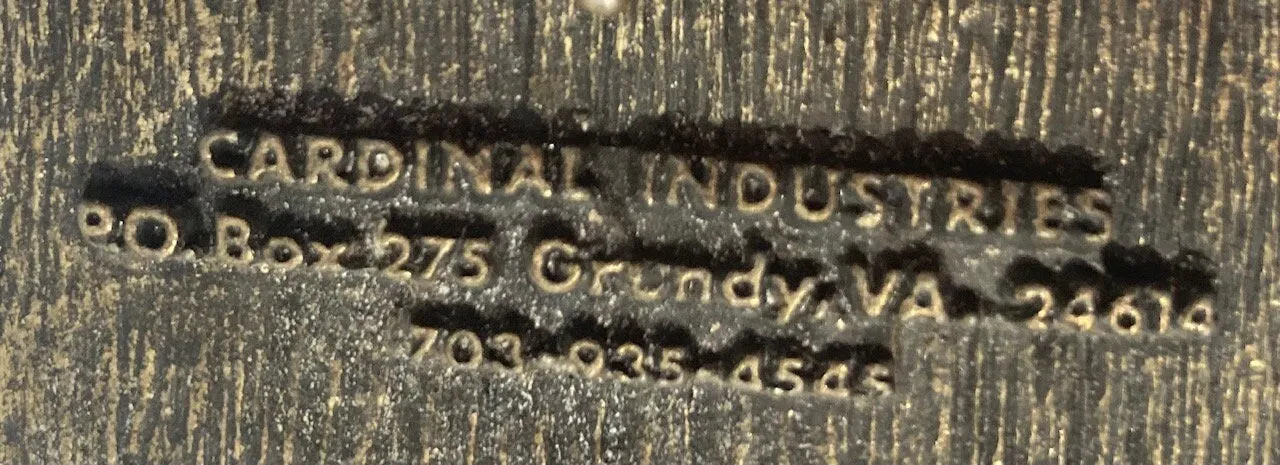 CARDINAL INDUSTRIES
P.O. Box 275 Grundy, VA. 24614
703-935-4545